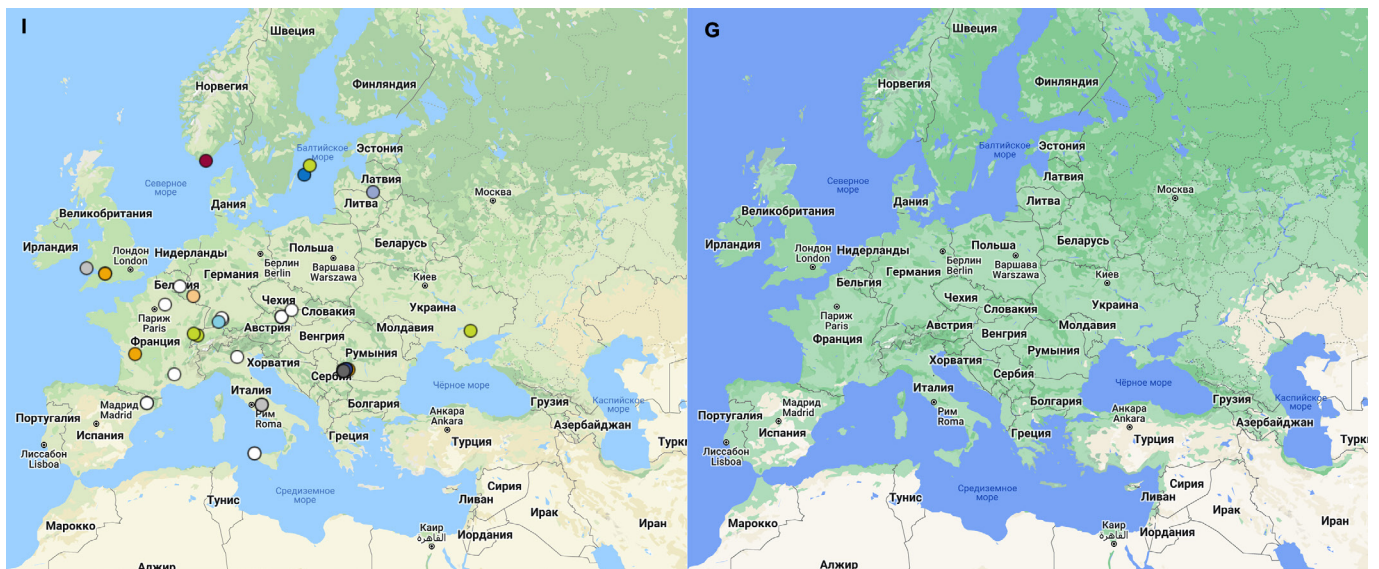 I
Швеция
Норвегия
Финляндия
Балтийское
море
Эстония
Северное
море
Латвия
Литва
Москва
Дания
Великобритания
Ирландия
Лондон
London
Нидерланды
Польша
Беларусь
Берлин
Berlin
Варшава
Warszawa
Германия
Киев
Бельгия
Чехия
Словакия
Украина
Париж
Paris
Австрия
Молдавия
Франция
Венгрия
Хорватия
Румыния
Сербия
Чёрное море
Италия
Рим
Roma
Мадрид
Madrid
Болгария
Грузия
Каспийское
море
Португалия
Испания
Анкара
Ankara
Азербайджан
Греция
Турция
Турк
Лиссабон
Lisboa
Средиземное
море
Тунис
Сирия
Ливан
Ирак
Иран
Марокко
Каир
القاهرة
Иордания
Алжир
G
Швеция
Норвегия
Финляндия
Балтийское
море
Эстония
Северное
море
Латвия
Литва
Москва
Дания
Великобритания
Ирландия
Лондон
London
Нидерланды
Польша
Беларусь
Берлин
Berlin
Варшава
Warszawa
Германия
Киев
Бельгия
Чехия
Словакия
Украина
Париж
Paris
Австрия
Молдавия
Франция
Венгрия
Хорватия
Румыния
Сербия
Чёрное море
Италия
Рим
Roma
Мадрид
Madrid
Болгария
Грузия
Каспийское
море
Португалия
Испания
Анкара
Ankara
Азербайджан
Греция
Турция
Турк
Лиссабон
Lisboa
Средиземное
море
Тунис
Сирия
Ливан
Ирак
Иран
Марокко
Каир
القاهرة
Иордания
Алжир